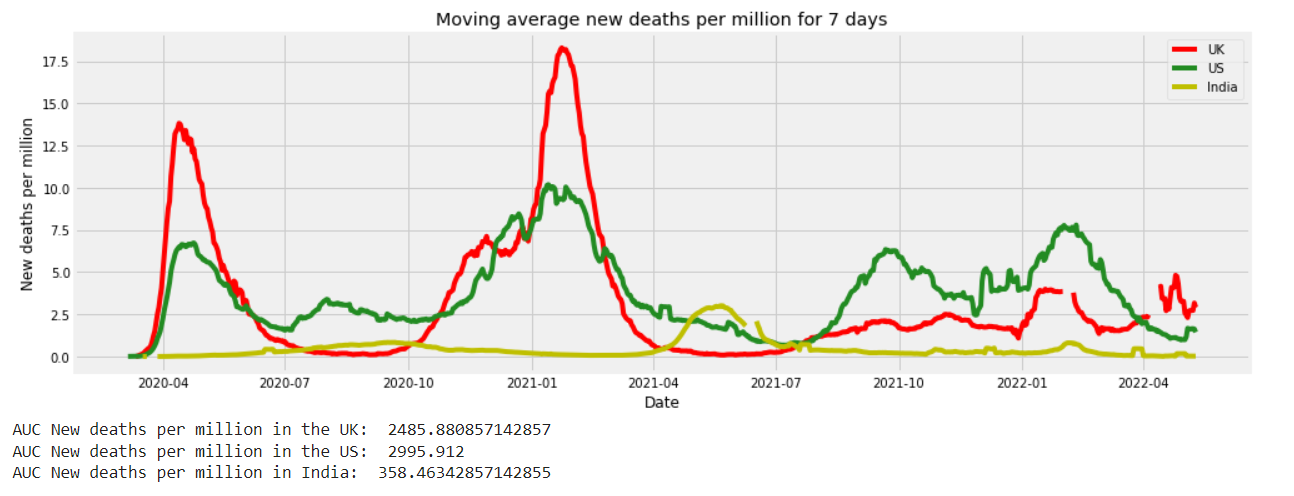 Moving average new deaths per million for 7 days
UK
US
India
New deaths per million
17.5
15.0
12.5
10.0
7.5
5.0
2.5
0.0
2020-04 2020-07 2020-10 2021-01 2021-04 2021-07 2021-10 2022-01 2022-04
Date
AUC New deaths per million in the UK:  2485.880857142857
AUC New deaths per million in the US:  2995.912
AUC New deaths per million in India:  358.46342857142855